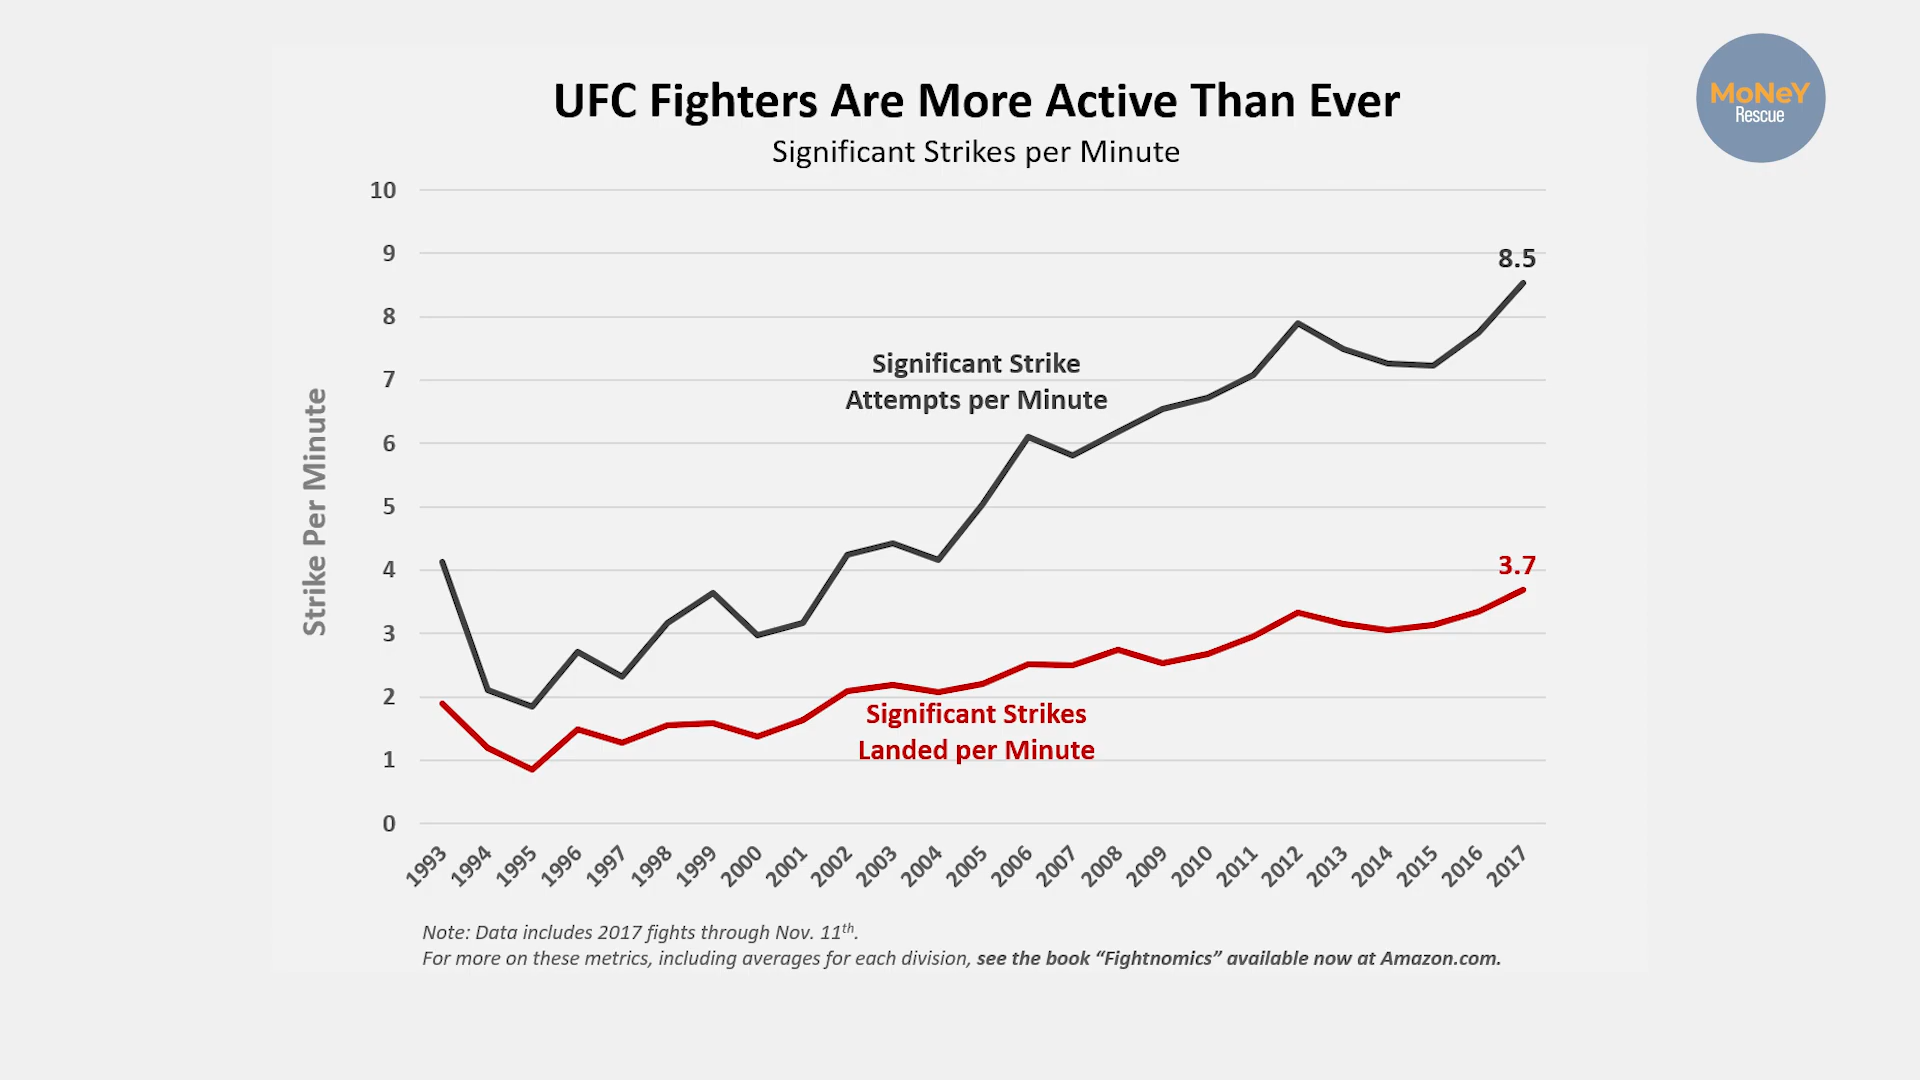 UFC Fighters Are More Active Than Ever
MoNeY
Rescue
Significant Strikes per Minute
10
9
8
7
6
5
4
3
2
1
0
Strike Per Minute
8.5
Significant Strike
Attempts per Minute
3.7
Significant Strikes
Landed per Minute
1993 1994 1995 1996 1997 1998 1999 2000 2001 2002 2003 2004 2005 2006 2007 2008 2009 2010 2011 2012 2013 2014 2015 2016 2017
Note: Data includes 2017 fights through Nov. 11th.
For more on these metrics, including averages for each division, see the book “Fightnomics” available now at Amazon.com.